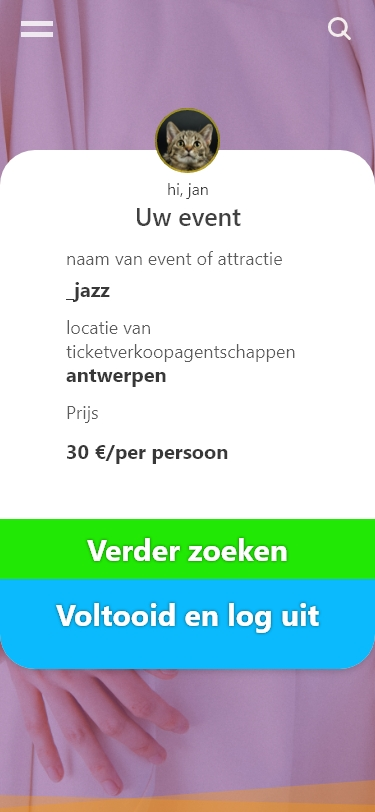 hi, jan
Uw event
naam van event of attractie
_jazz
locatie van
ticketverkoopagentschappen
antwerpen
Prijs
30 €/per persoon
Verder zoeken
Voltooid en log uit